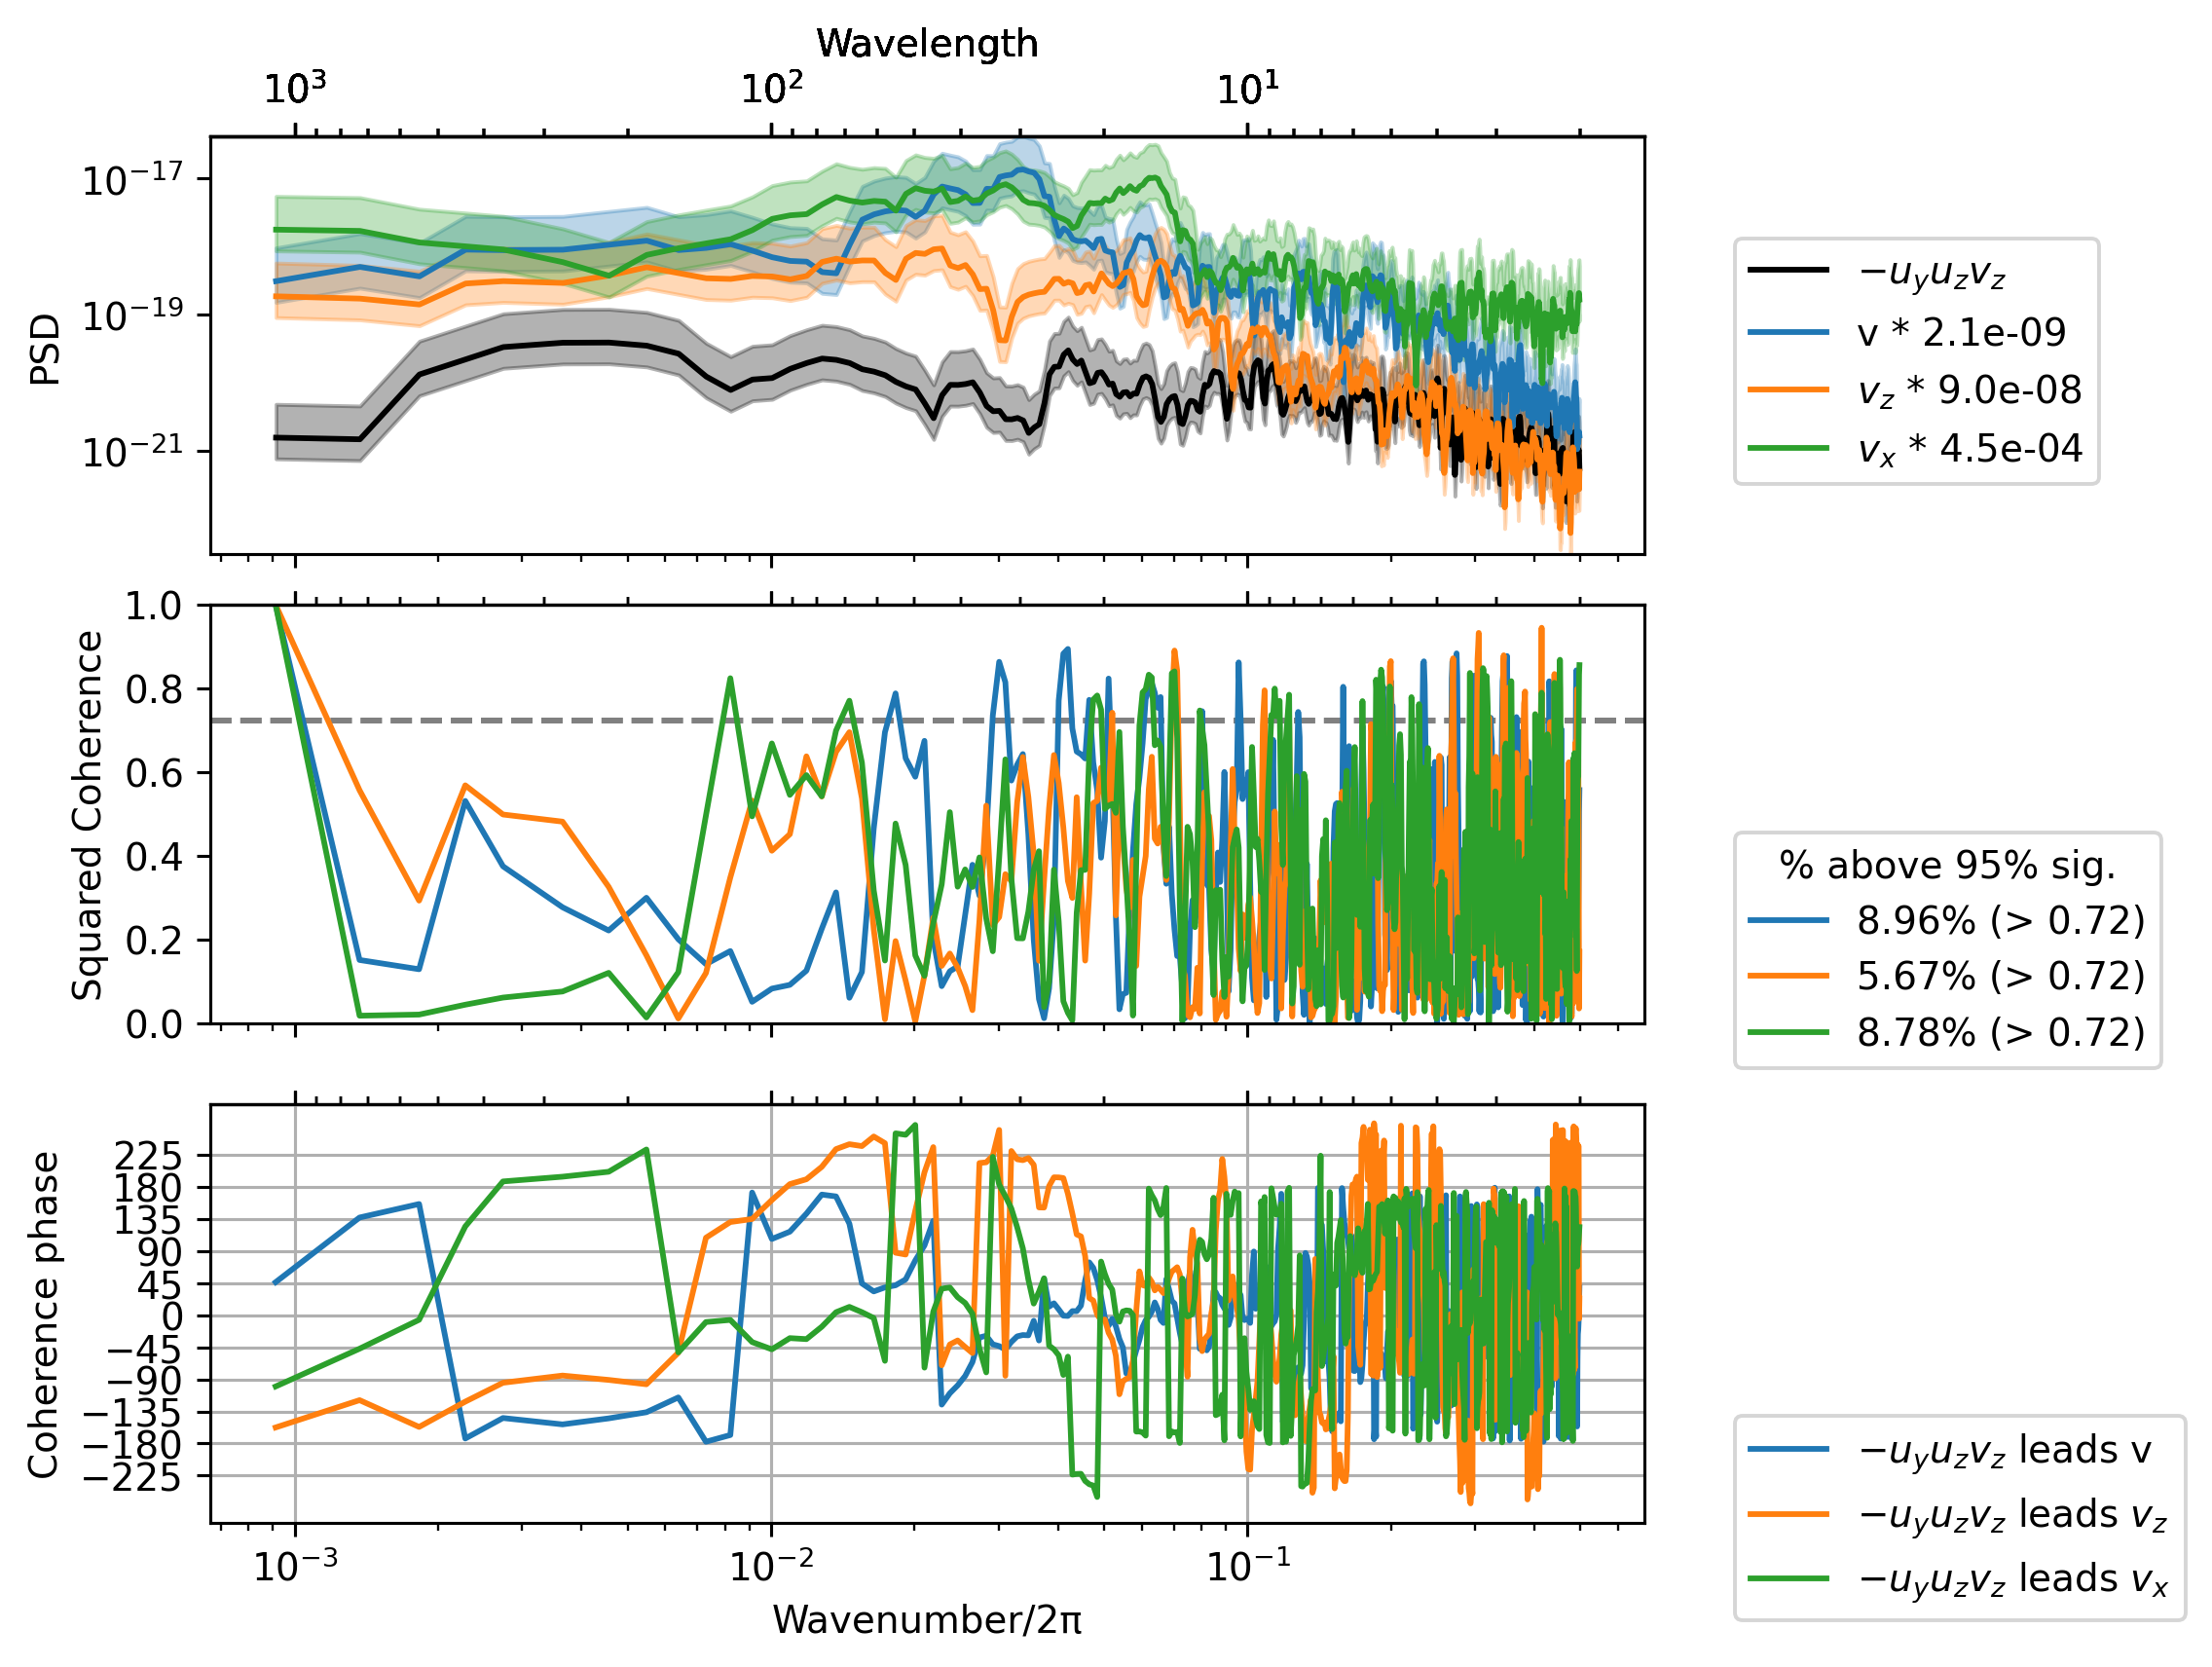 Wavelength
10³ 10² 10¹
PSD
10⁻¹⁷
10⁻¹⁹
10⁻²¹
−u_y u_z v_z
v * 2.1e-09
v_z * 9.0e-08
v_x * 4.5e-04
Squared Coherence
1.0
0.8
0.6
0.4
0.2
0.0
% above 95% sig.
8.96% (> 0.72)
5.67% (> 0.72)
8.78% (> 0.72)
Coherence phase
225
180
135
90
45
0
−45
−90
−135
−180
−225
10⁻³ 10⁻² 10⁻¹
Wavenumber/2π
−u_y u_z v_z leads v
−u_y u_z v_z leads v_z
−u_y u_z v_z leads v_x